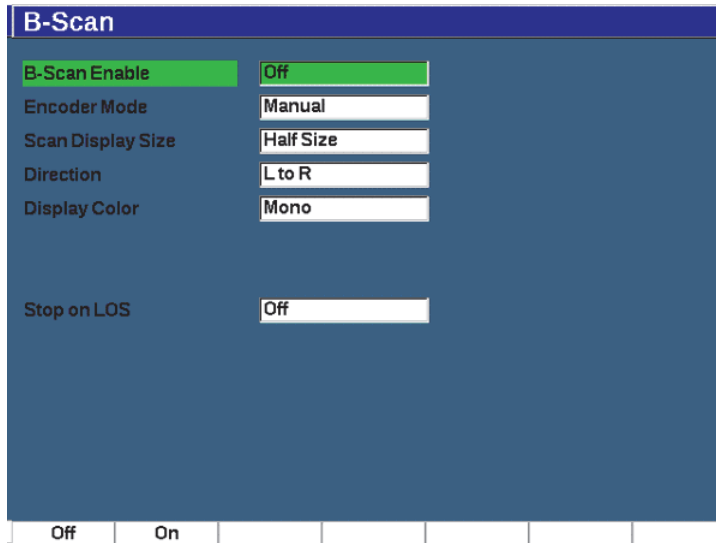 B-Scan
B-Scan Enable Off
Encoder Mode Manual
Scan Display Size Half Size
Direction L to R
Display Color Mono
Stop on LOS Off
Off On